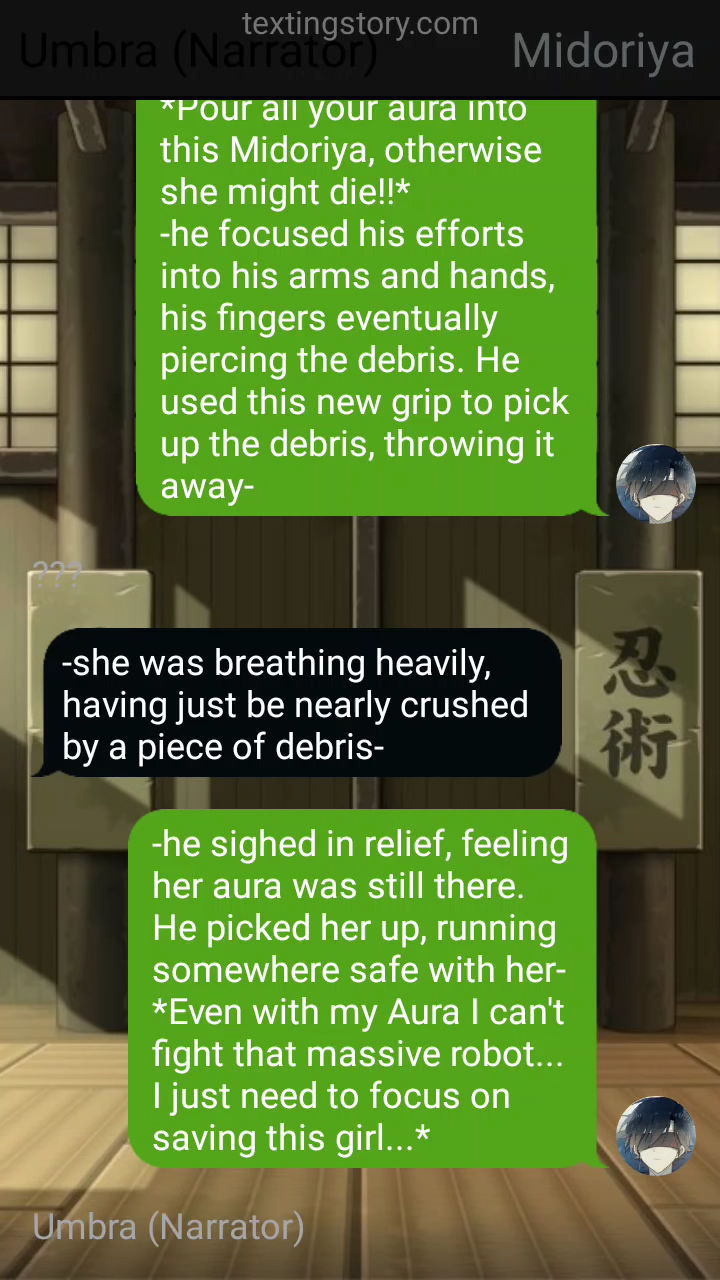 textingstory.com
Umbra (Narrator)
Midoriya
*Pour all your aura into
this Midoriya, otherwise
she might die!!*
-he focused his efforts
into his arms and hands,
his fingers eventually
piercing the debris. He
used this new grip to pick
up the debris, throwing it
away-
???
-she was breathing heavily,
having just be nearly crushed
by a piece of debris-
忍
術
-he sighed in relief, feeling
her aura was still there.
He picked her up, running
somewhere safe with her-
*Even with my Aura I can't
fight that massive robot...
I just need to focus on
saving this girl...*
Umbra (Narrator)